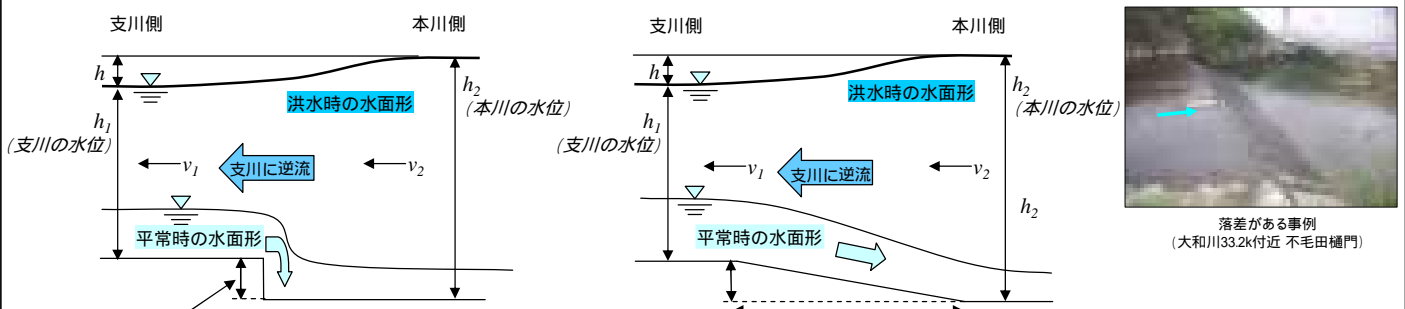 支川側
本川側
h
h₂
(本川の水位)
洪水時の水面形
h₁
(支川の水位)
v₁
支川に逆流
v₂
平常時の水面形
支川側
本川側
h
h₂
(本川の水位)
洪水時の水面形
h₁
(支川の水位)
v₁
支川に逆流
v₂
h₂
平常時の水面形
落差がある事例
(大和川33.2k付近 不毛田樋門)